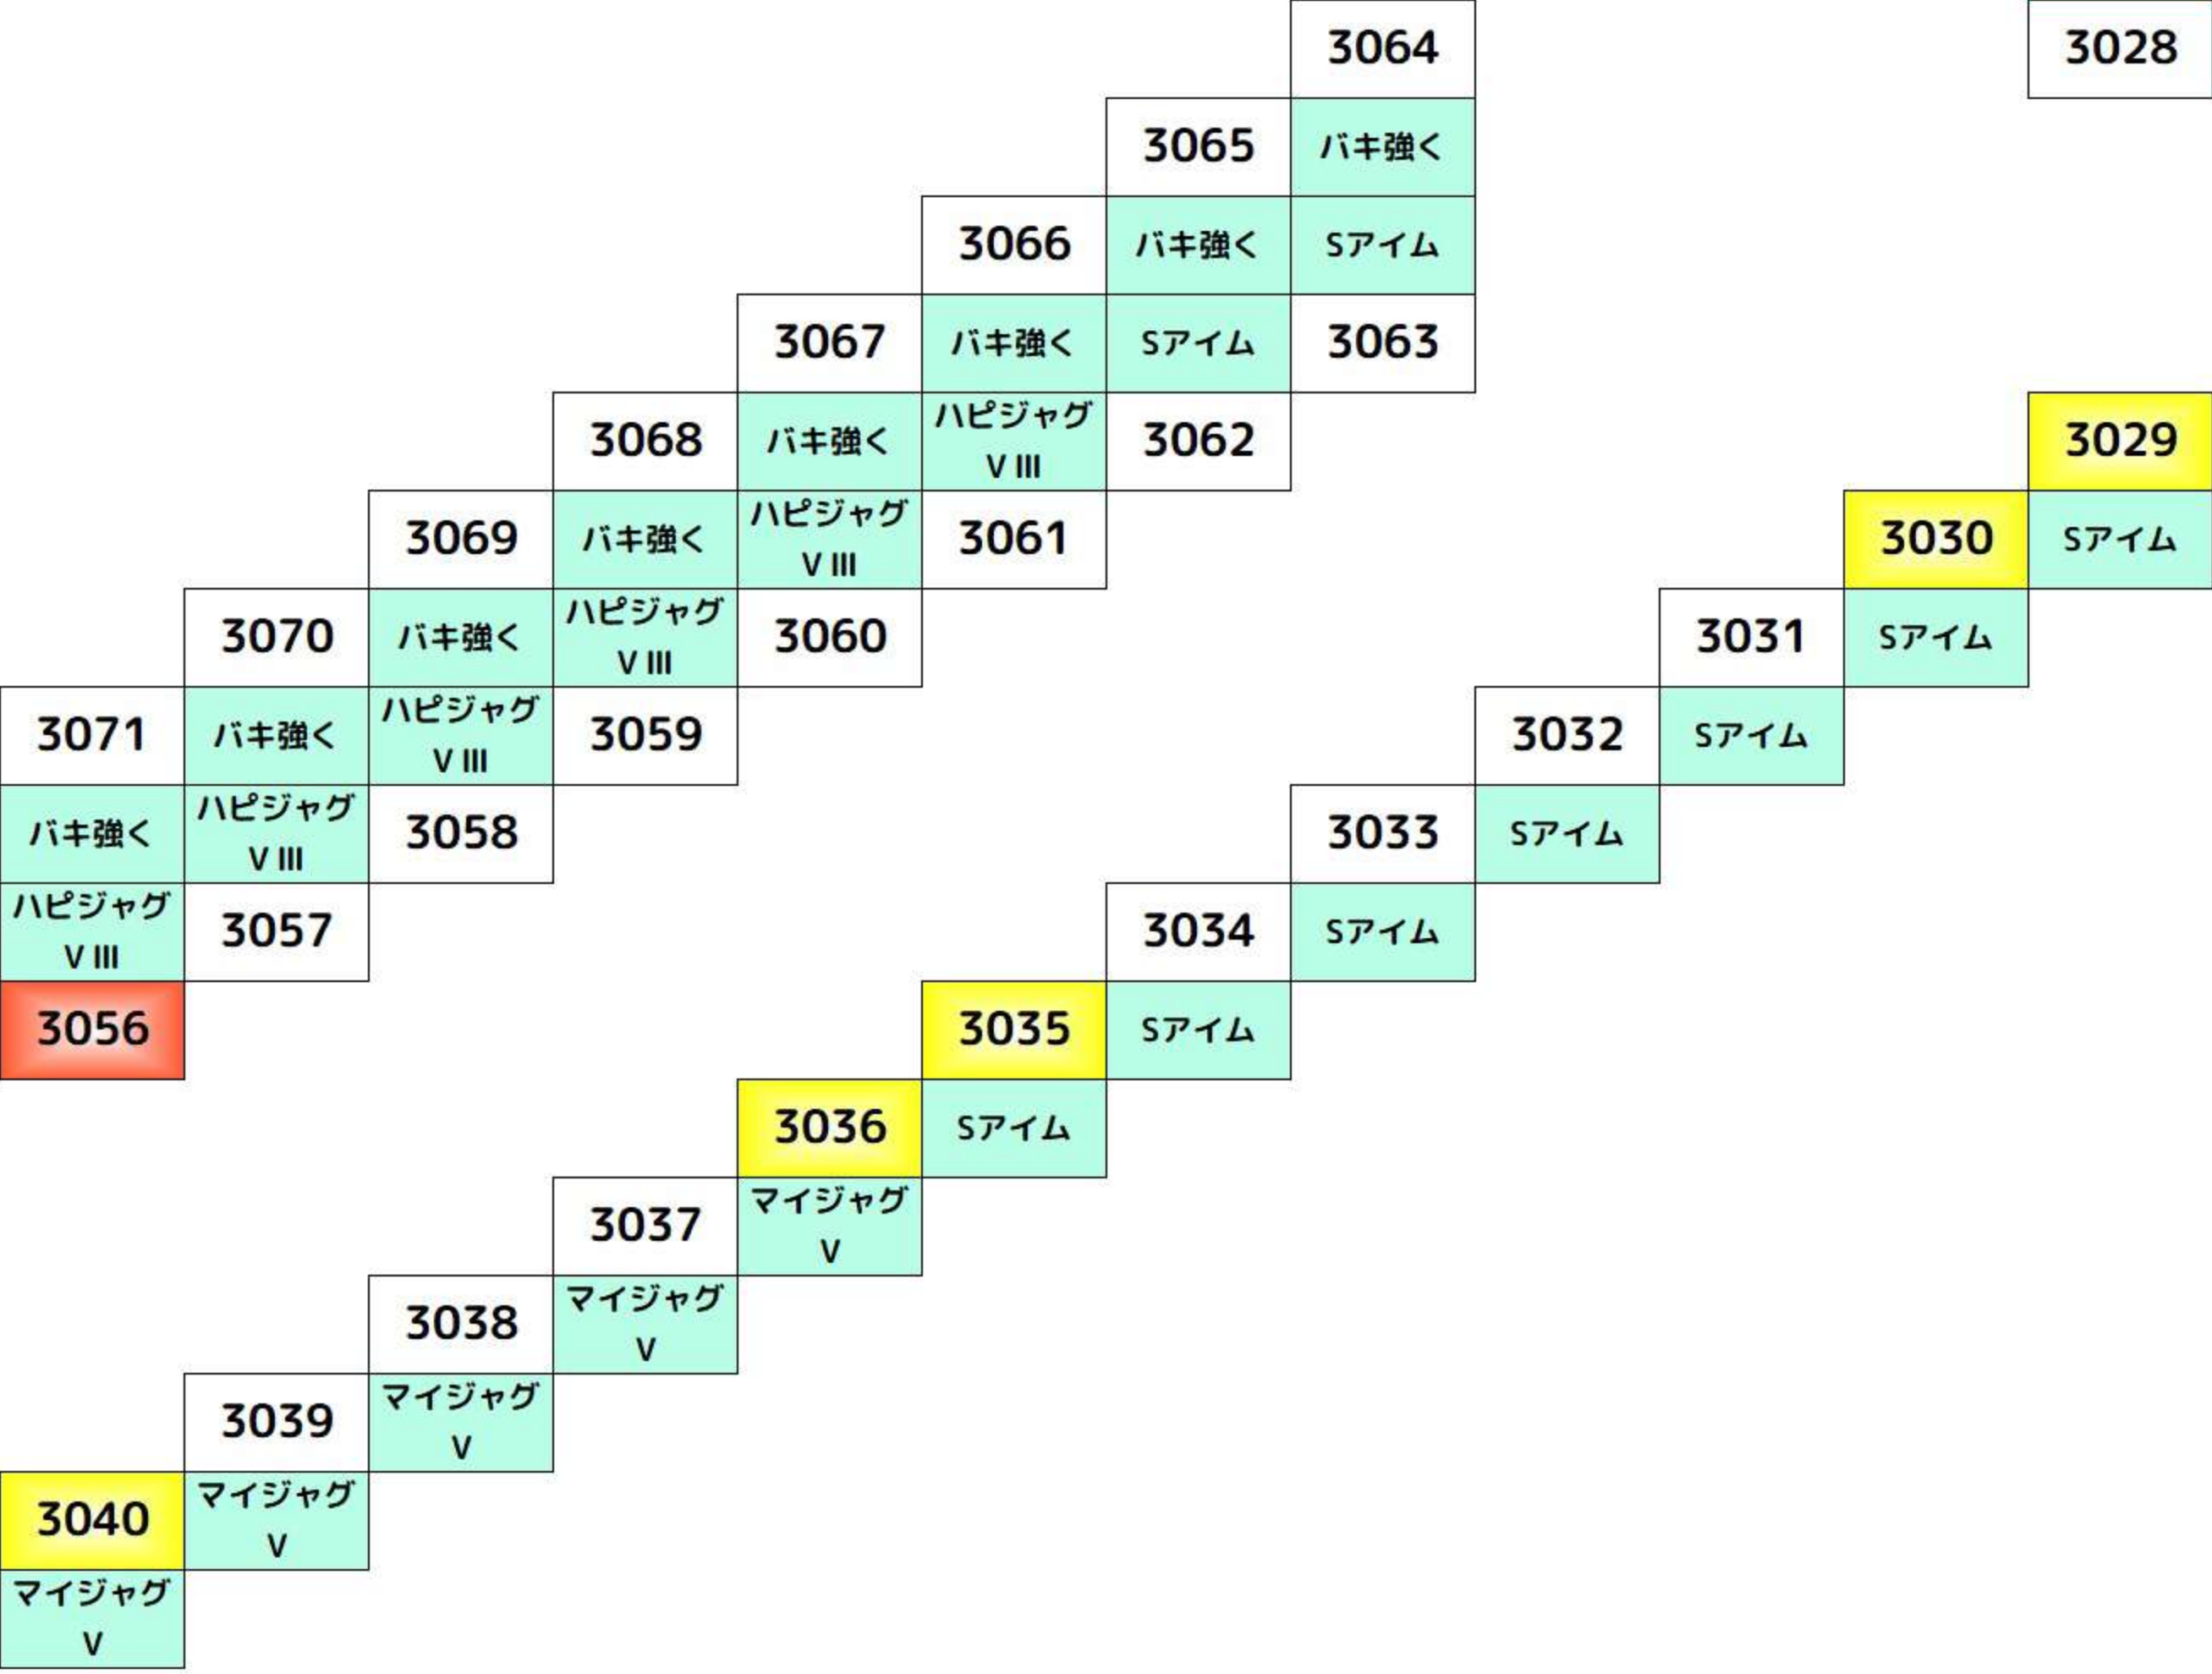 3064 3028
3065 バキ強く
3066 バキ強く Sアイム
3067 バキ強く Sアイム 3063
3068 バキ強く ハピジャグ
V III 3062 3029
3069 バキ強く ハピジャグ
V III 3061 3030 Sアイム
3070 バキ強く ハピジャグ
V III 3060 3031 Sアイム
3071 バキ強く ハピジャグ
V III 3059 3032 Sアイム
バキ強く ハピジャグ
V III 3058 3033 Sアイム
ハピジャグ
V III 3057 3034 Sアイム
3056 3035 Sアイム
3036 Sアイム
3037 マイジャグ
V
3038 マイジャグ
V
3039 マイジャグ
V
3040 マイジャグ
V
マイジャグ
V